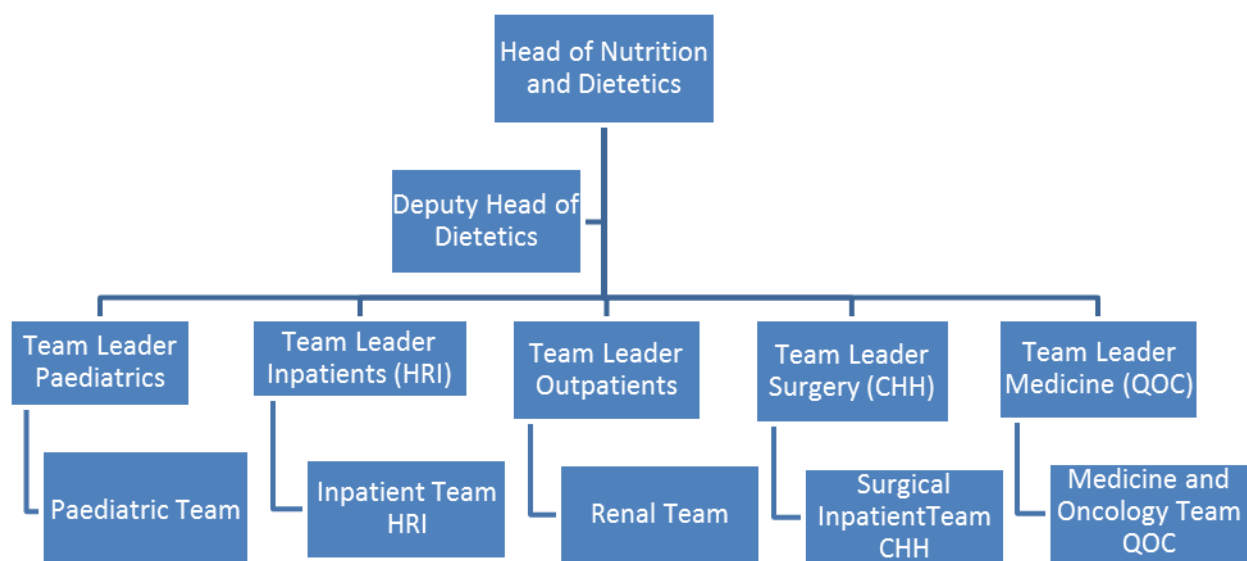 Head of Nutrition
and Dietetics
Deputy Head of
Dietetics
Team Leader
Paediatrics
Team Leader
Inpatients (HRI)
Team Leader
Outpatients
Team Leader
Surgery (CHH)
Team Leader
Medicine (QOC)
Paediatric Team
Inpatient Team
HRI
Renal Team
Surgical
InpatientTeam
CHH
Medicine and
Oncology Team
QOC